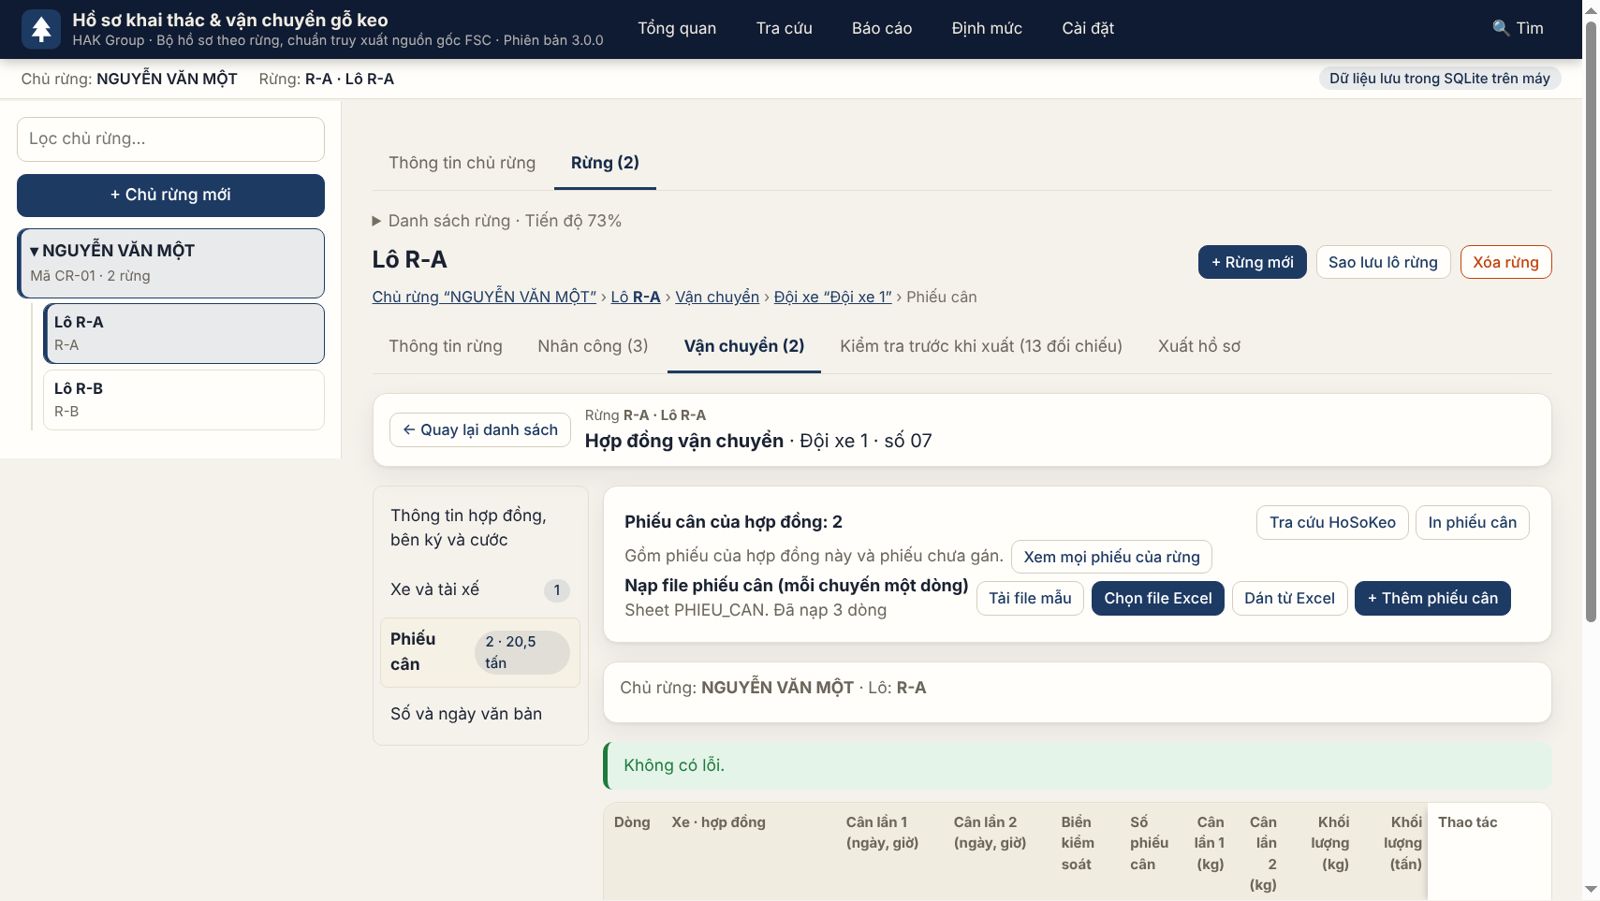 Hồ sơ khai thác & vận chuyển gỗ keo
HAK Group · Bộ hồ sơ theo rừng, chuẩn truy xuất nguồn gốc FSC · Phiên bản 3.0.0
Tổng quan
Tra cứu
Báo cáo
Định mức
Cài đặt
🔍 Tìm
Chủ rừng: NGUYỄN VĂN MỘT
Rừng: R-A · Lô R-A
Dữ liệu lưu trong SQLite trên máy
Lọc chủ rừng...
+ Chủ rừng mới
▾ NGUYỄN VĂN MỘT
Mã CR-01 · 2 rừng
Lô R-A
R-A
Lô R-B
R-B
Thông tin chủ rừng
Rừng (2)
▶ Danh sách rừng · Tiến độ 73%
Lô R-A
+ Rừng mới
Sao lưu lô rừng
Xóa rừng
Chủ rừng “NGUYỄN VĂN MỘT” › Lô R-A › Vận chuyển › Đội xe “Đội xe 1” › Phiếu cân
Thông tin rừng
Nhân công (3)
Vận chuyển (2)
Kiểm tra trước khi xuất (13 đối chiếu)
Xuất hồ sơ
← Quay lại danh sách
Rừng R-A · Lô R-A
Hợp đồng vận chuyển · Đội xe 1 · số 07
Thông tin hợp đồng,
bên ký và cước
Xe và tài xế
1
Phiếu
cân
2 · 20,5
tấn
Số và ngày văn bản
Phiếu cân của hợp đồng: 2
Tra cứu HoSoKeo
In phiếu cân
Gồm phiếu của hợp đồng này và phiếu chưa gán.
Xem mọi phiếu của rừng
Nạp file phiếu cân (mỗi chuyến một dòng)
Sheet PHIEU_CAN. Đã nạp 3 dòng
Tải file mẫu
Chọn file Excel
Dán từ Excel
+ Thêm phiếu cân
Chủ rừng: NGUYỄN VĂN MỘT · Lô: R-A
Không có lỗi.
Dòng
Xe · hợp đồng
Cân lần 1
(ngày, giờ)
Cân lần 2
(ngày, giờ)
Biển
kiểm
soát
Số
phiếu
cân
Cân
lần 1
(kg)
Cân
lần
2
(kg)
Khối
lượng
(kg)
Khối
lượng
(tấn)
Thao tác